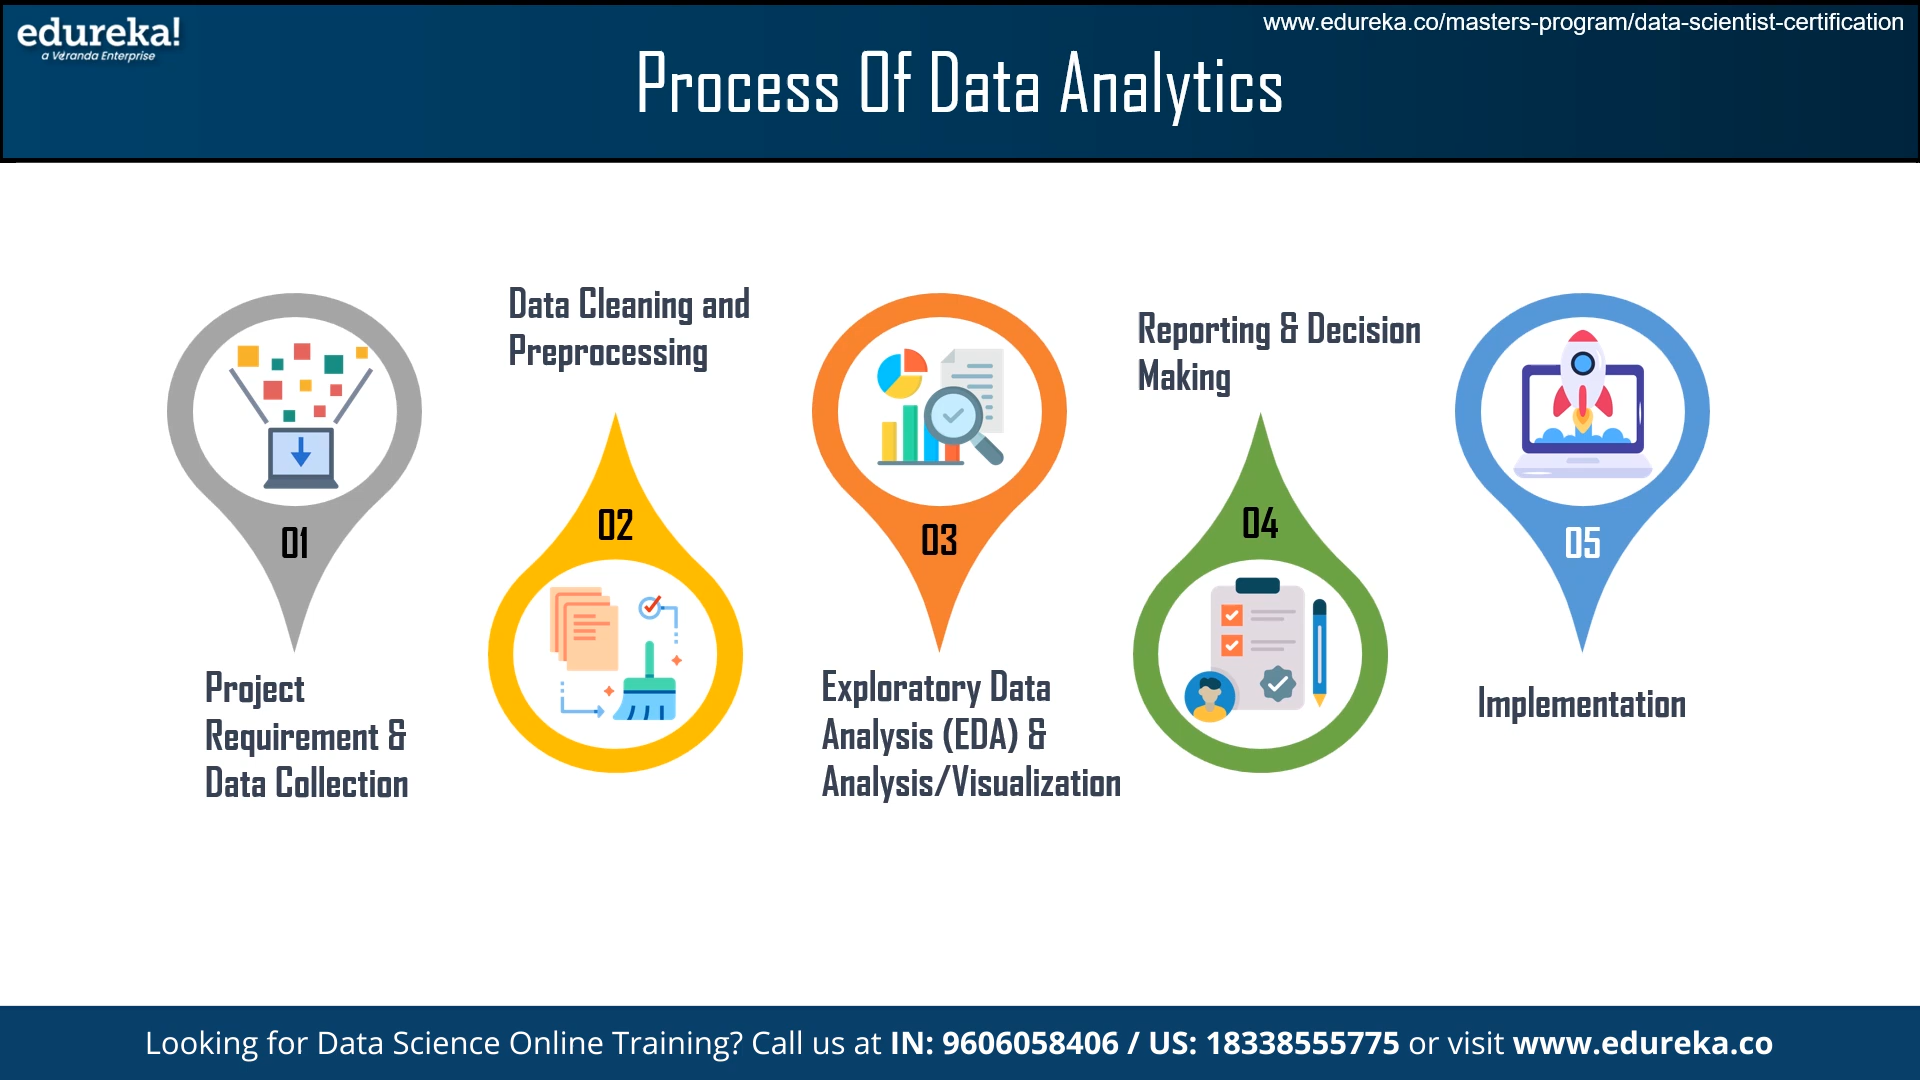 edureka!
a Veranda Enterprise
www.edureka.co/masters-program/data-scientist-certification
Process Of Data Analytics
01
Project
Requirement &
Data Collection
Data Cleaning and
Preprocessing
02
03
Exploratory Data
Analysis (EDA) &
Analysis/Visualization
Reporting & Decision
Making
04
05
Implementation
Looking for Data Science Online Training? Call us at IN: 9606058406 / US: 18338555775 or visit www.edureka.co